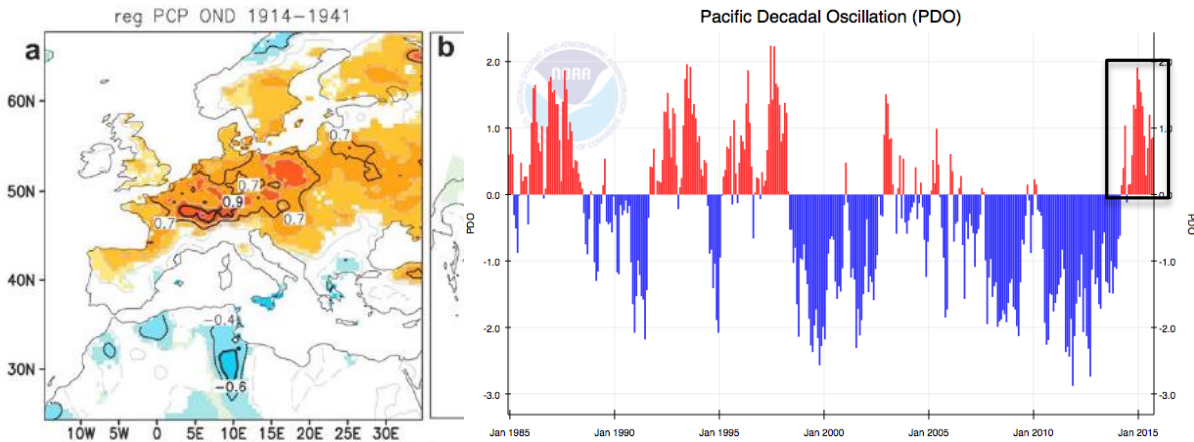 reg PCP OND 1914-1941
a
b
60N
50N
40N
30N
10W 5W 0 5E 10E 15E 20E 25E 30E
0.7
0.7
0.9
0.7
0.7
-0.4
-0.6
Pacific Decadal Oscillation (PDO)
NOAA
2.0
1.0
0.0
-1.0
-2.0
-3.0
PDO
2.0
1.0
0.0
-1.0
-2.0
-3.0
PDO
Jan 1985 Jan 1990 Jan 1995 Jan 2000 Jan 2005 Jan 2010 Jan 2015